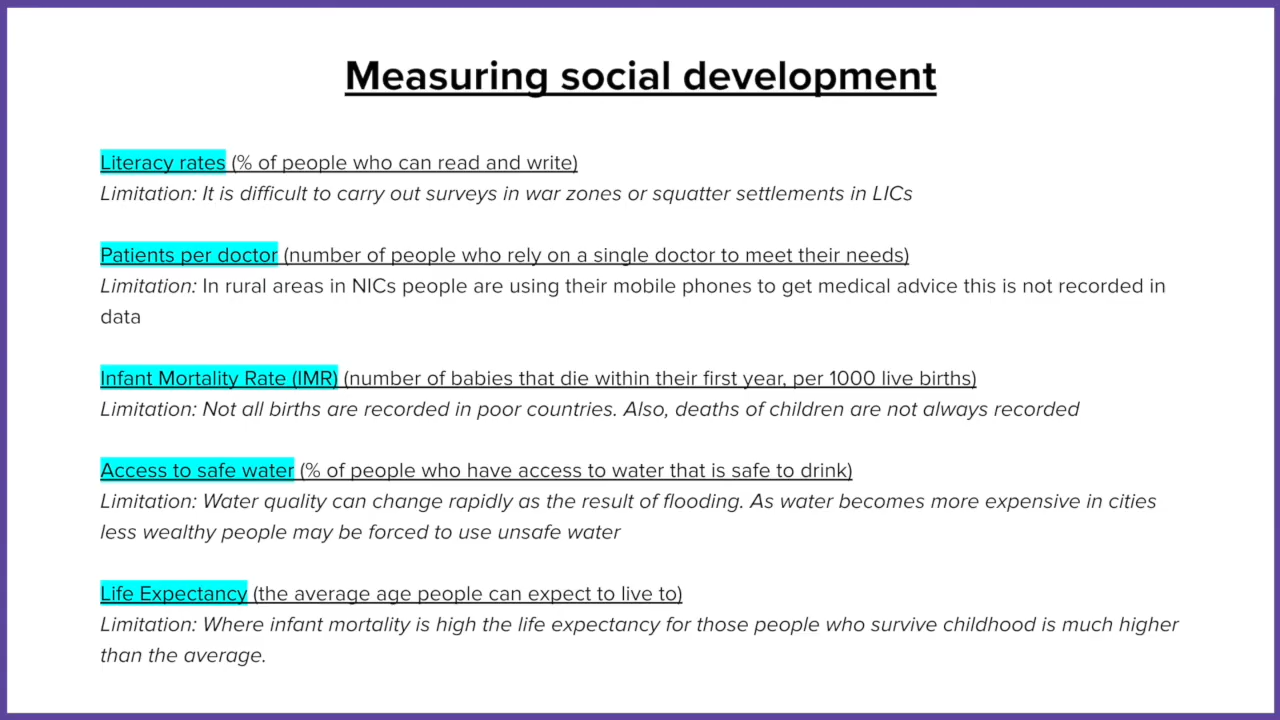 Measuring social development
Literacy rates (% of people who can read and write)
Limitation: It is difficult to carry out surveys in war zones or squatter settlements in LICs
Patients per doctor (number of people who rely on a single doctor to meet their needs)
Limitation: In rural areas in NICs people are using their mobile phones to get medical advice this is not recorded in
data
Infant Mortality Rate (IMR) (number of babies that die within their first year, per 1000 live births)
Limitation: Not all births are recorded in poor countries. Also, deaths of children are not always recorded
Access to safe water (% of people who have access to water that is safe to drink)
Limitation: Water quality can change rapidly as the result of flooding. As water becomes more expensive in cities
less wealthy people may be forced to use unsafe water
Life Expectancy (the average age people can expect to live to)
Limitation: Where infant mortality is high the life expectancy for those people who survive childhood is much higher
than the average.